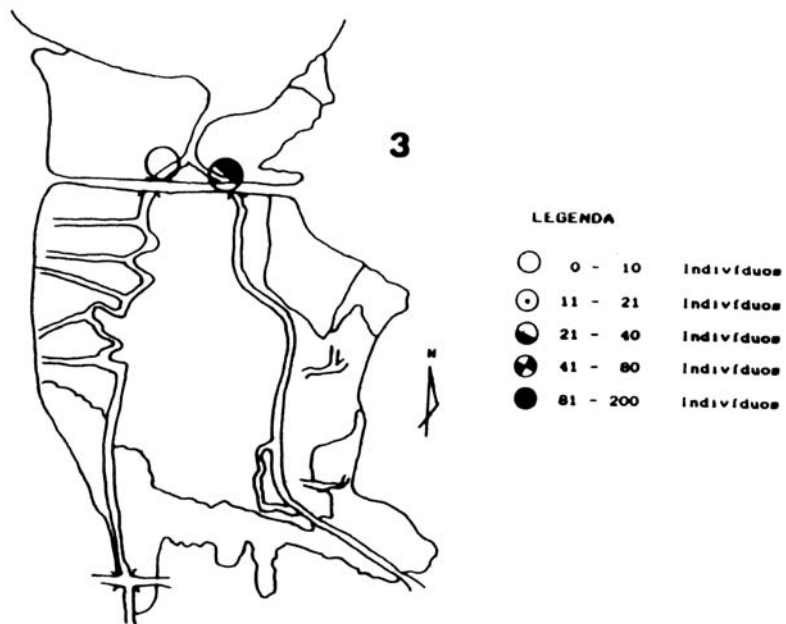 3
LEGENDA
0 - 10 Indivíduos
11 - 21 Indivíduos
21 - 40 Indivíduos
41 - 80 Indivíduos
81 - 200 Indivíduos
N